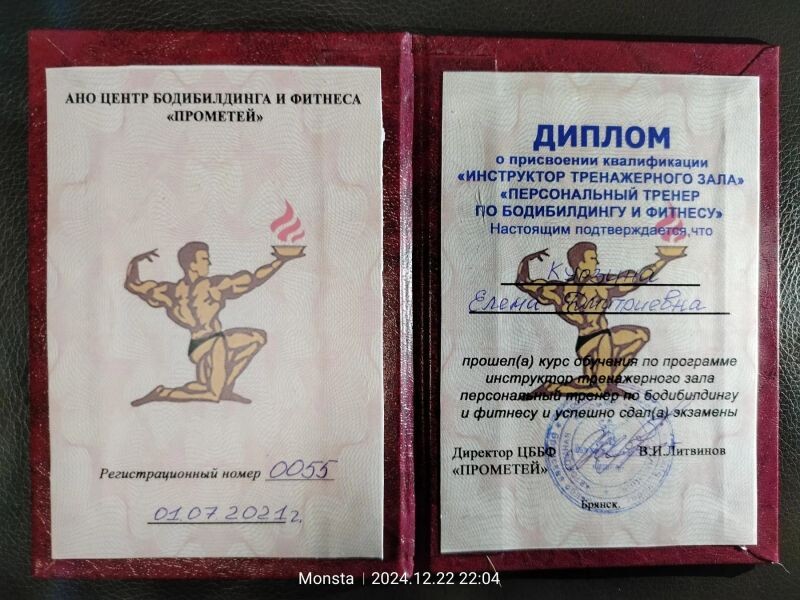 АНО ЦЕНТР БОДИБИЛДИНГА И ФИТНЕСА
«ПРОМЕТЕЙ»
Регистрационный номер 0055
01.07.2021г.
ДИПЛОМ
о присвоении квалификации
«ИНСТРУКТОР ТРЕНАЖЕРНОГО ЗАЛА»
«ПЕРСОНАЛЬНЫЙ ТРЕНЕР
ПО БОДИБИЛДИНГУ И ФИТНЕСУ»
Настоящим подтверждается,что
Елена Дмитриевна
прошел(а) курс обучения по программе
инструктор тренажерного зала
персональный тренер по бодибилдингу
и фитнесу и успешно сдал(а) экзамены
Директор ЦББФ В.И.Литвинов
«ПРОМЕТЕЙ»
Брянск.
Monsta | 2024.12.22 22:04